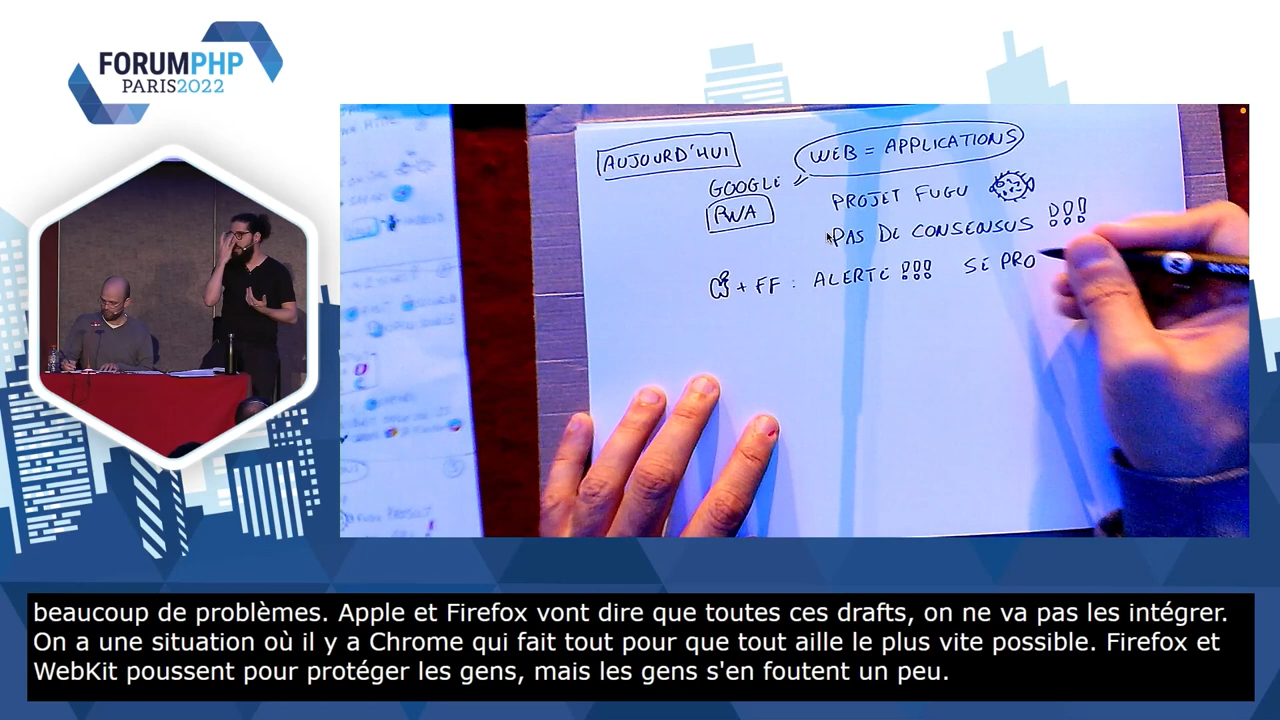 FORUMPHP
PARIS2022
AUJOURD'HUI
WEB = APPLICATIONS
GOOGLE
PWA
PROJET FUGU
PAS DE CONSENSUS !!!
+ FF : ALERTE !!! SE PRO
beaucoup de problèmes. Apple et Firefox vont dire que toutes ces drafts, on ne va pas les intégrer.
On a une situation où il y a Chrome qui fait tout pour que tout aille le plus vite possible. Firefox et
WebKit poussent pour protéger les gens, mais les gens s'en foutent un peu.